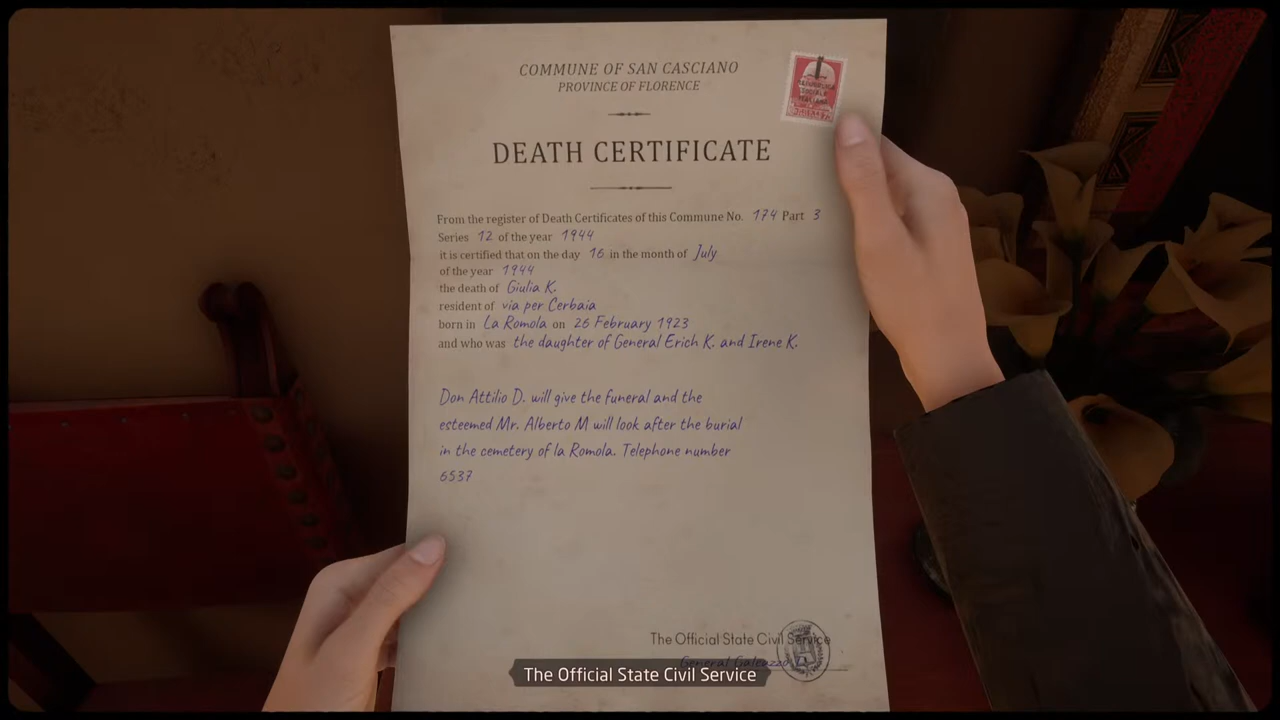 COMMUNE OF SAN CASCIANO
PROVINCE OF FLORENCE
DEATH CERTIFICATE
From the register of Death Certificates of this Commune No. 174 Part 3
Series 12 of the year 1944
it is certified that on the day 16 in the month of July
of the year 1944
the death of Giulia K.
resident of via per Cerbaia
born in La Romola on 26 February 1923
and who was the daughter of General Erich K. and Irene K.
Don Attilio D. will give the funeral and the
esteemed Mr. Alberto M will look after the burial
in the cemetery of la Romola. Telephone number
6537
The Official State Civil Service
General Galeazzo
The Official State Civil Service